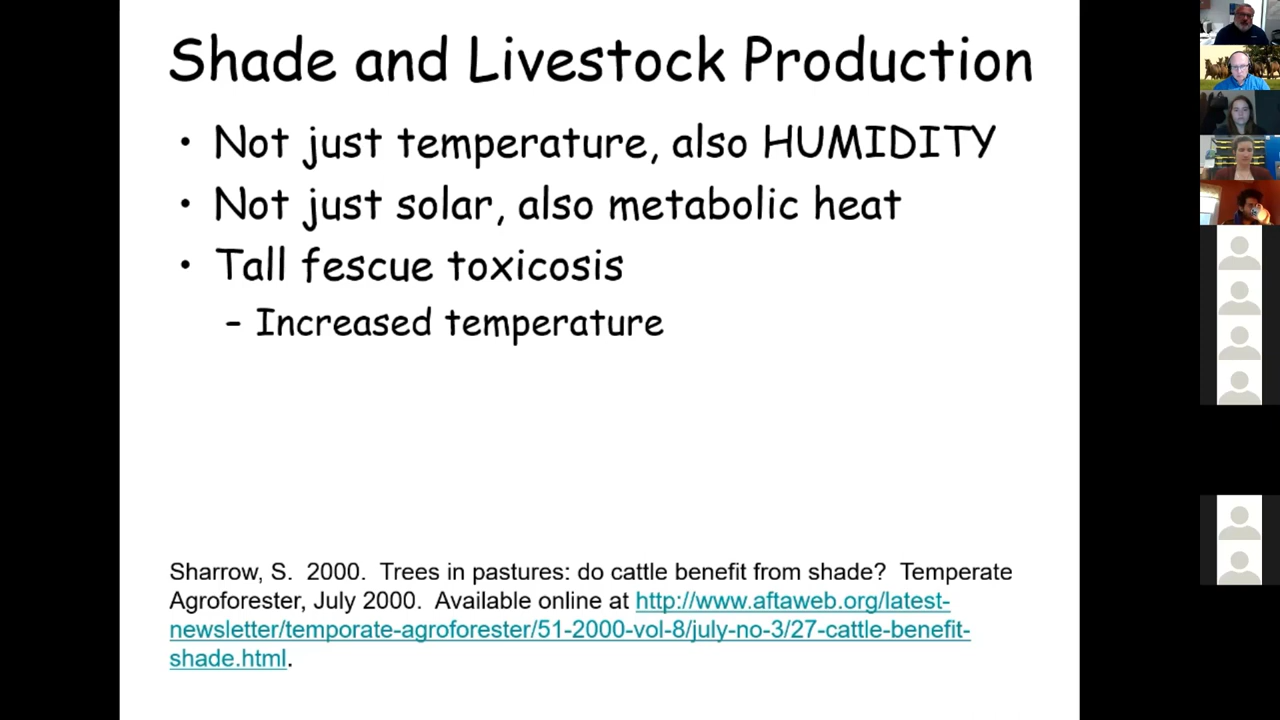 Shade and Livestock Production
• Not just temperature, also HUMIDITY
• Not just solar, also metabolic heat
• Tall fescue toxicosis
– Increased temperature
Sharrow, S. 2000. Trees in pastures: do cattle benefit from shade? Temperate
Agroforester, July 2000. Available online at http://www.aftaweb.org/latest-
newsletter/temporate-agroforester/51-2000-vol-8/july-no-3/27-cattle-benefit-
shade.html.